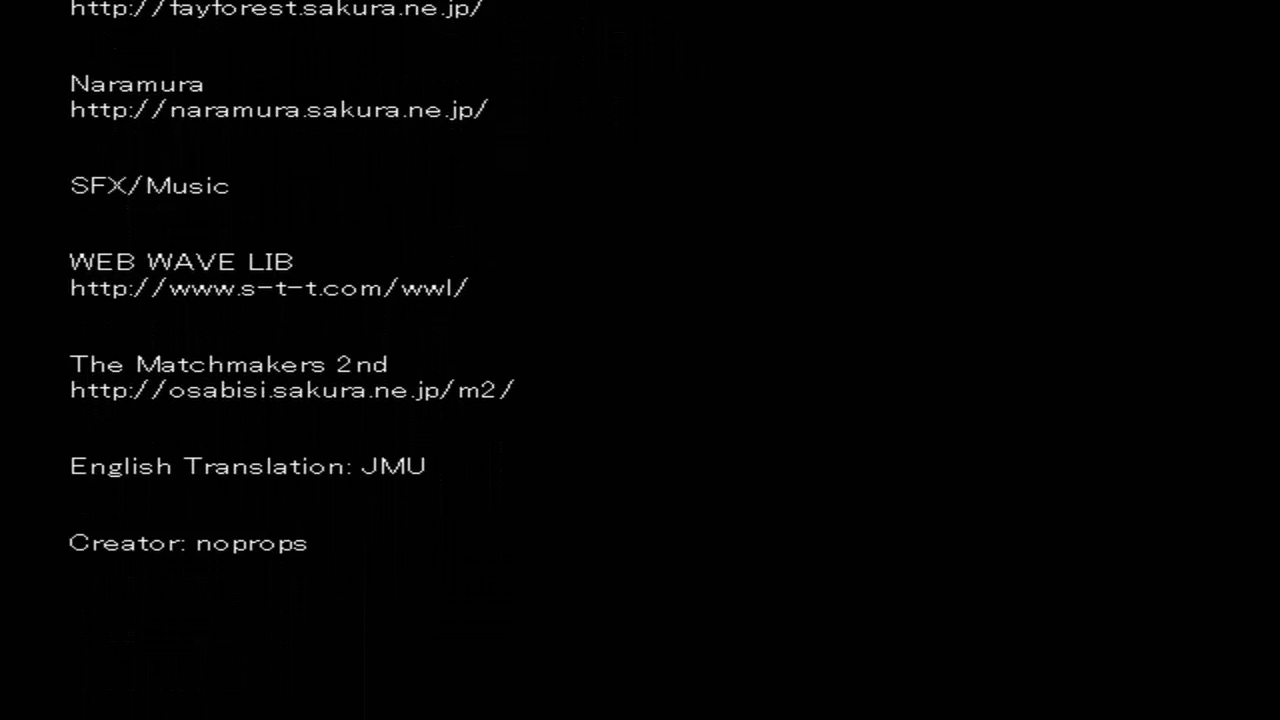 http://fayforest.sakura.ne.jp/
Naramura
http://naramura.sakura.ne.jp/
SFX/Music
WEB WAVE LIB
http://www.s-t-t.com/wwl/
The Matchmakers 2nd
http://osabisi.sakura.ne.jp/m2/
English Translation: JMU
Creator: noprops